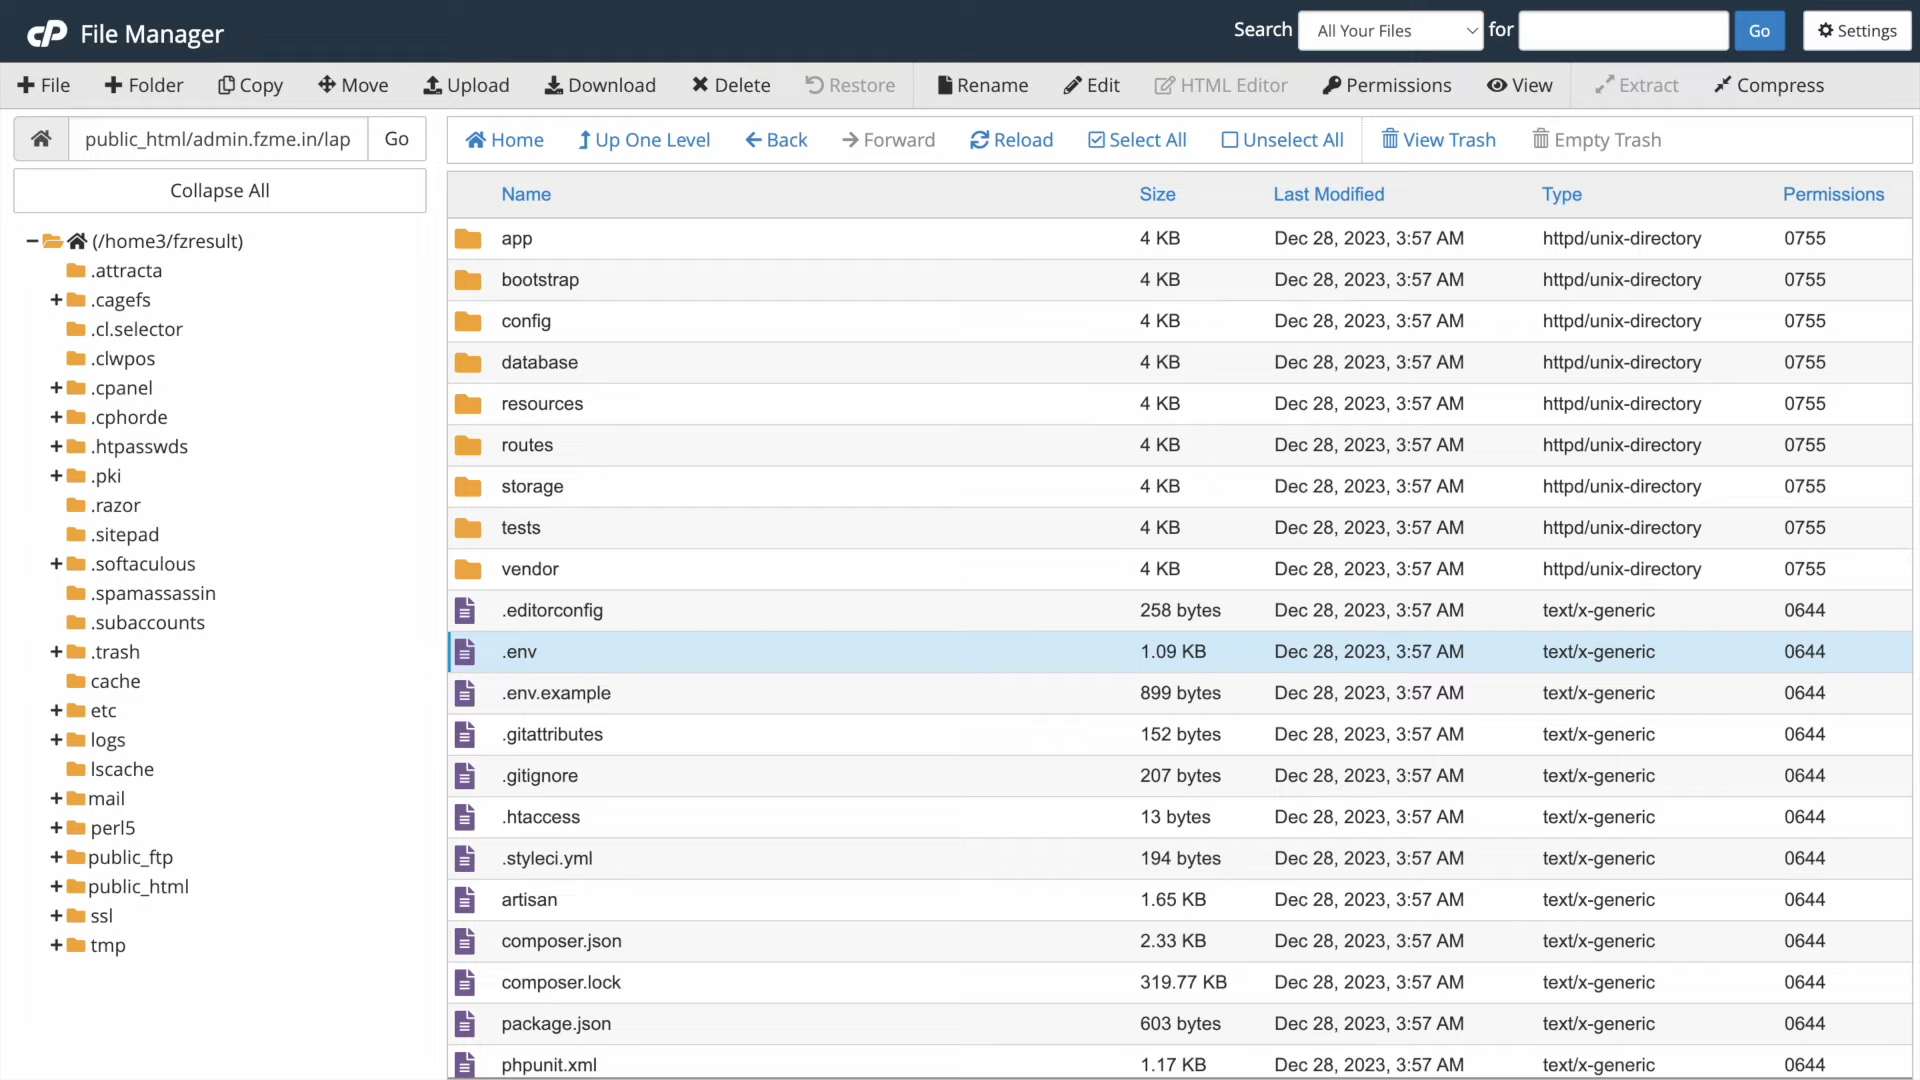 cP File Manager
Search All Your Files for Go Settings
File Folder Copy Move Upload Download Delete Restore Rename Edit HTML Editor Permissions View Extract Compress
public_html/admin.fzme.in/lap Go
Home Up One Level Back Forward Reload Select All Unselect All View Trash Empty Trash
Collapse All
(/home3/fzresult)
.attracta
.cagefs
.cl.selector
.clwpos
.cpanel
.cphorde
.htpasswds
.pki
.razor
.sitepad
.softaculous
.spamassassin
.subaccounts
.trash
cache
etc
logs
lscache
mail
perl5
public_ftp
public_html
ssl
tmp
Name Size Last Modified Type Permissions
app 4 KB Dec 28, 2023, 3:57 AM httpd/unix-directory 0755
bootstrap 4 KB Dec 28, 2023, 3:57 AM httpd/unix-directory 0755
config 4 KB Dec 28, 2023, 3:57 AM httpd/unix-directory 0755
database 4 KB Dec 28, 2023, 3:57 AM httpd/unix-directory 0755
resources 4 KB Dec 28, 2023, 3:57 AM httpd/unix-directory 0755
routes 4 KB Dec 28, 2023, 3:57 AM httpd/unix-directory 0755
storage 4 KB Dec 28, 2023, 3:57 AM httpd/unix-directory 0755
tests 4 KB Dec 28, 2023, 3:57 AM httpd/unix-directory 0755
vendor 4 KB Dec 28, 2023, 3:57 AM httpd/unix-directory 0755
.editorconfig 258 bytes Dec 28, 2023, 3:57 AM text/x-generic 0644
.env 1.09 KB Dec 28, 2023, 3:57 AM text/x-generic 0644
.env.example 899 bytes Dec 28, 2023, 3:57 AM text/x-generic 0644
.gitattributes 152 bytes Dec 28, 2023, 3:57 AM text/x-generic 0644
.gitignore 207 bytes Dec 28, 2023, 3:57 AM text/x-generic 0644
.htaccess 13 bytes Dec 28, 2023, 3:57 AM text/x-generic 0644
.styleci.yml 194 bytes Dec 28, 2023, 3:57 AM text/x-generic 0644
artisan 1.65 KB Dec 28, 2023, 3:57 AM text/x-generic 0644
composer.json 2.33 KB Dec 28, 2023, 3:57 AM text/x-generic 0644
composer.lock 319.77 KB Dec 28, 2023, 3:57 AM text/x-generic 0644
package.json 603 bytes Dec 28, 2023, 3:57 AM text/x-generic 0644
phpunit.xml 1.17 KB Dec 28, 2023, 3:57 AM text/x-generic 0644